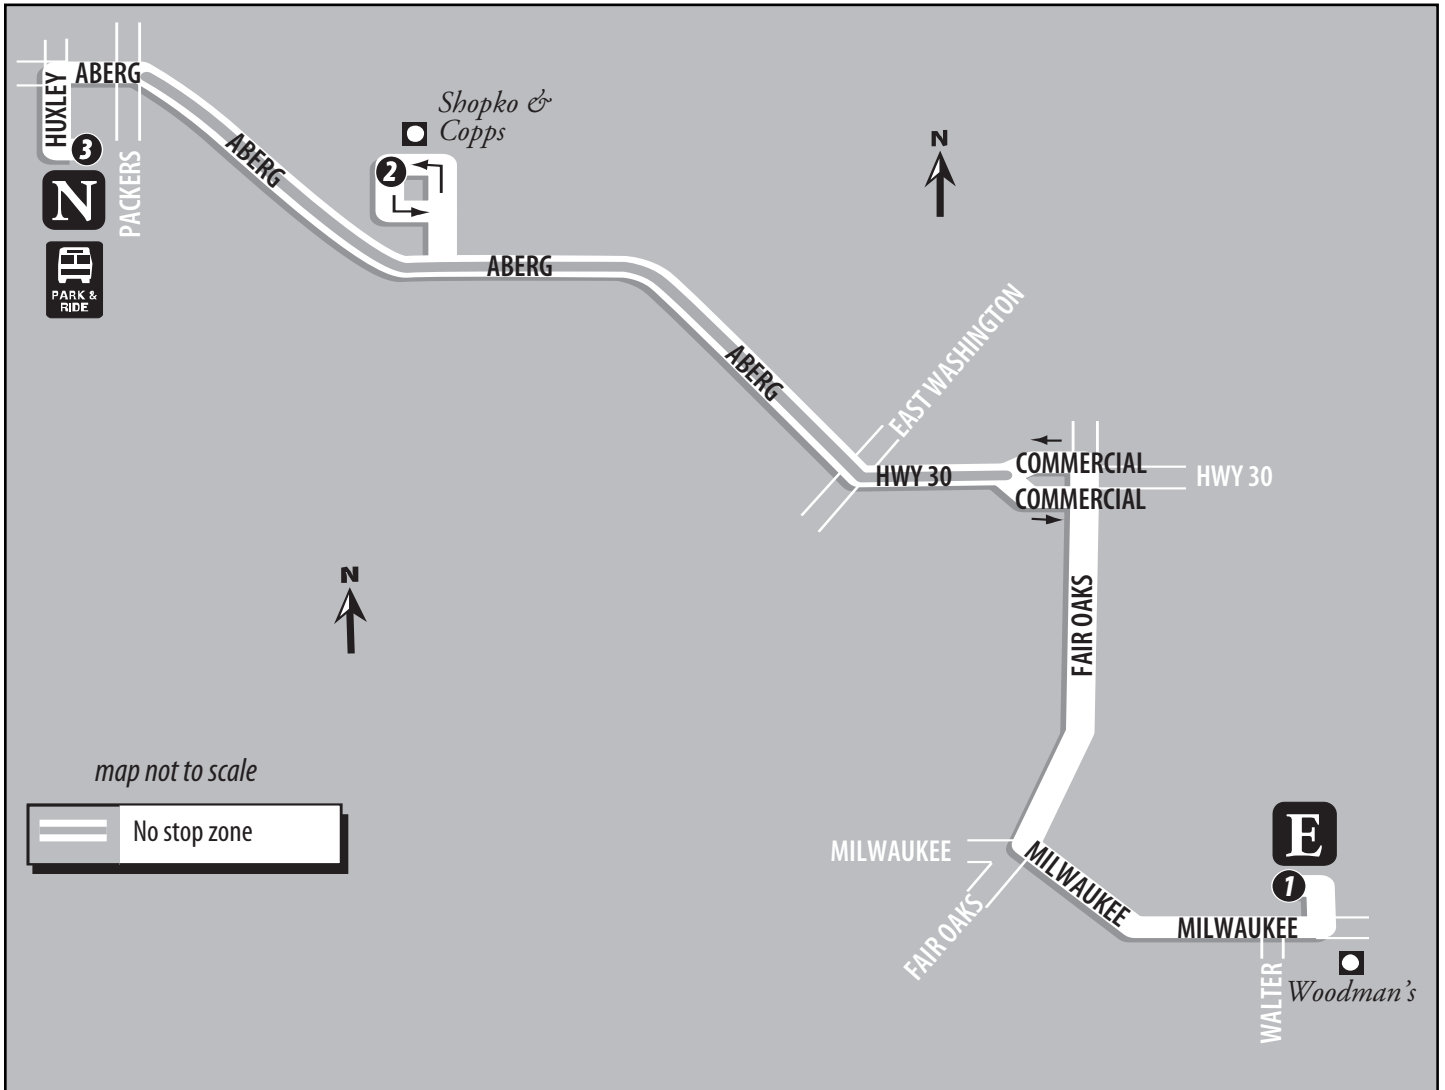 ABERG
HUXLEY
3
N
PARK &
RIDE
PACKERS
ABERG
Shopko &
Copps
2
N
ABERG
ABERG
EAST WASHINGTON
HWY 30
COMMERCIAL
COMMERCIAL
HWY 30
FAIR OAKS
N
map not to scale
No stop zone
MILWAUKEE
FAIR OAKS
MILWAUKEE
E
1
MILWAUKEE
WALTER
Woodman's